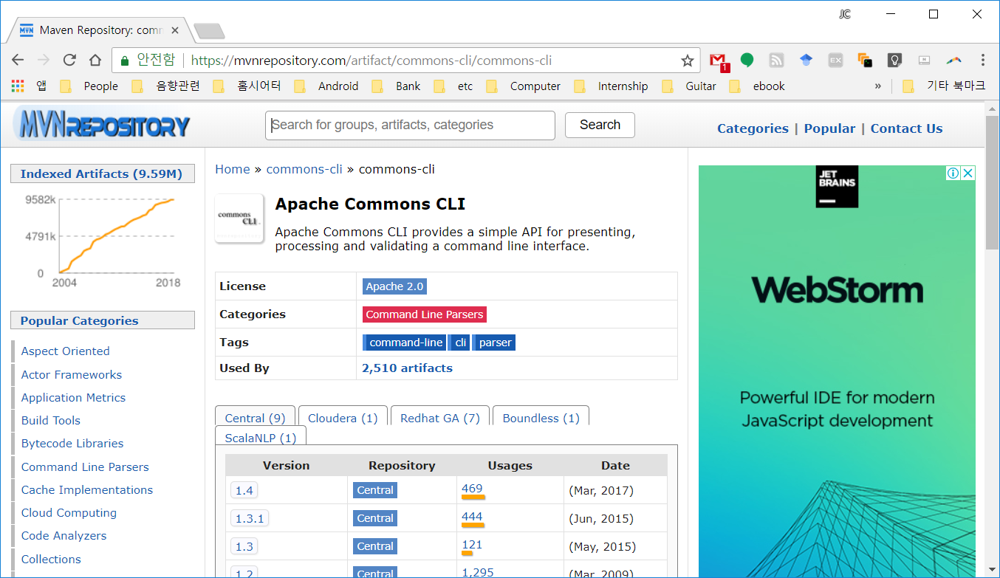 JC
MVN Maven Repository: comm
안전함 https://mvnrepository.com/artifact/commons-cli/commons-cli
EX
1
앱 People 음향관련 홈시어터 Android Bank etc Computer Internship Guitar ebook » 기타 북마크
MVNREPOSITORY
Search for groups, artifacts, categories
Search
Categories | Popular | Contact Us
Indexed Artifacts (9.59M)
9582k
4791k
0
2004 2018
Popular Categories
Aspect Oriented
Actor Frameworks
Application Metrics
Build Tools
Bytecode Libraries
Command Line Parsers
Cache Implementations
Cloud Computing
Code Analyzers
Collections
Home » commons-cli » commons-cli
commons
CLI
Apache Commons CLI
Apache Commons CLI provides a simple API for presenting,
processing and validating a command line interface.
License Apache 2.0
Categories Command Line Parsers
Tags command-line cli parser
Used By 2,510 artifacts
Central (9) Cloudera (1) Redhat GA (7) Boundless (1)
ScalaNLP (1)
Version Repository Usages Date
1.4 Central 469 (Mar, 2017)
1.3.1 Central 444 (Jun, 2015)
1.3 Central 121 (May, 2015)
1.2 Central 1,295 (Mar, 2009)
JET
BRAINS
WebStorm
Powerful IDE for modern
JavaScript development